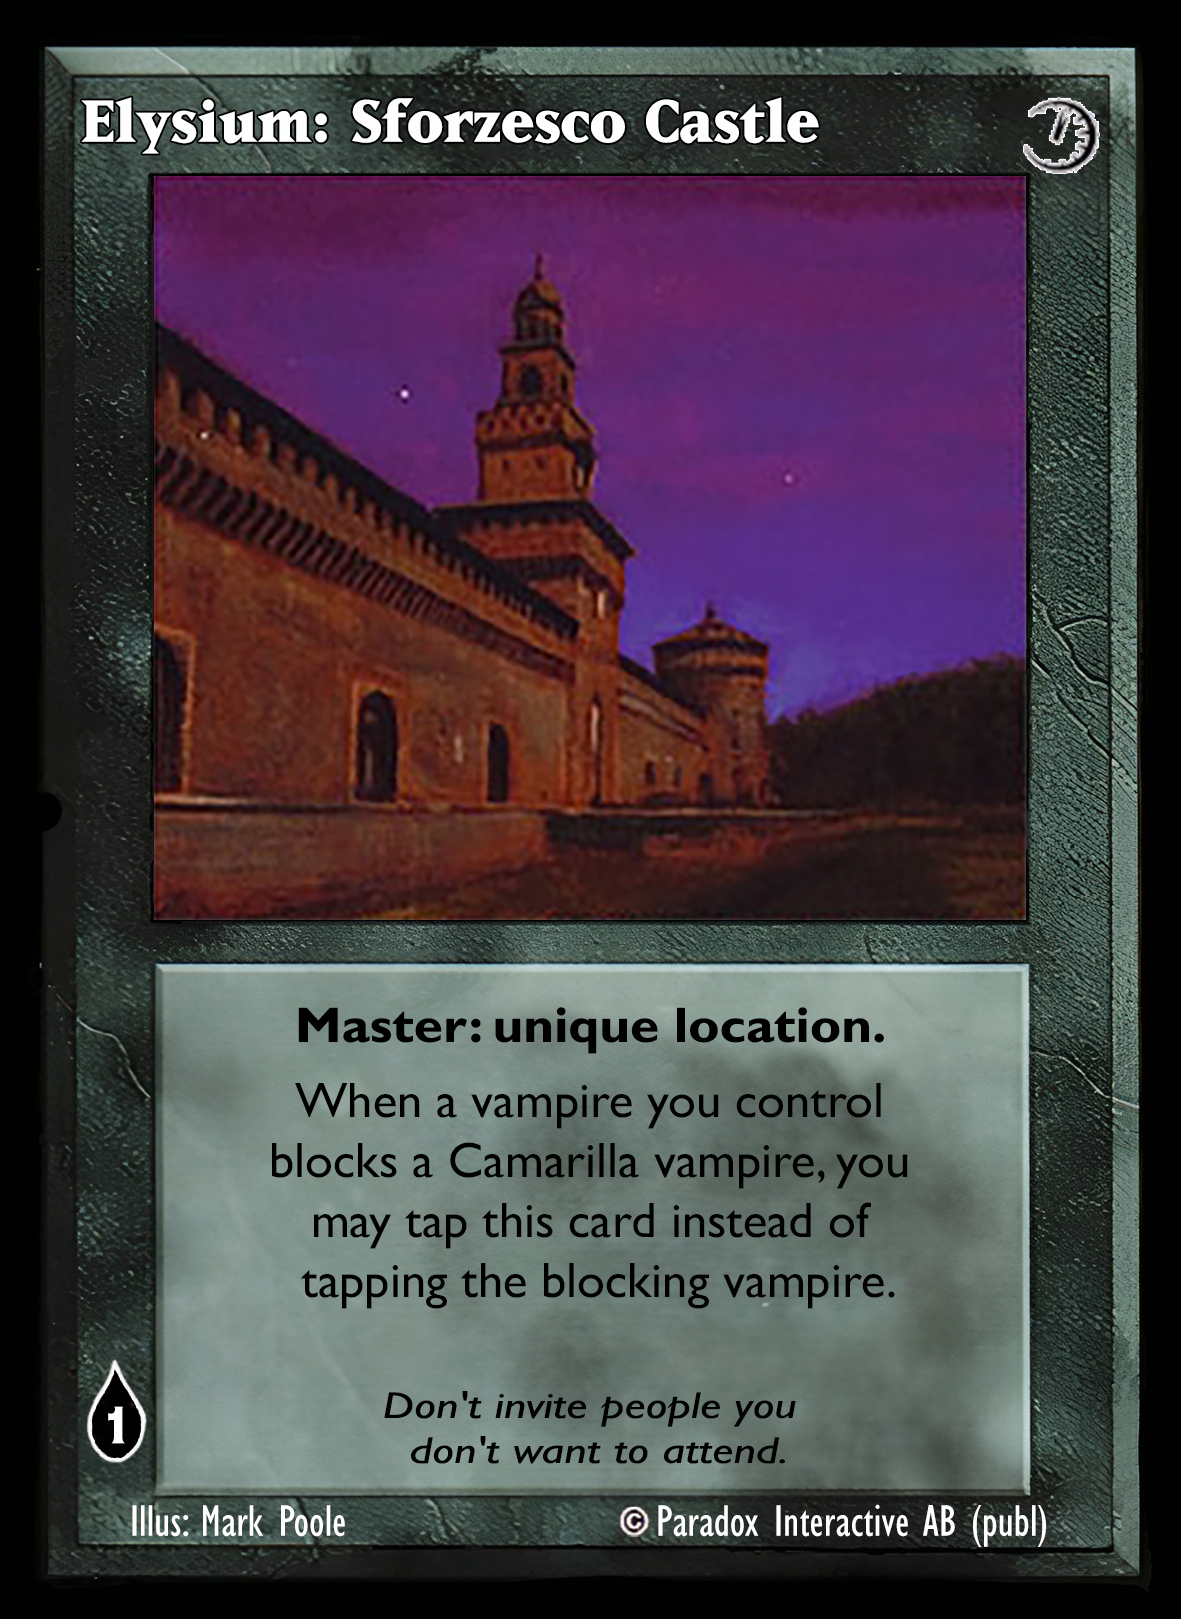 Elysium: Sforzesco Castle
Master: unique location.
When a vampire you control
blocks a Camarilla vampire, you
may tap this card instead of
tapping the blocking vampire.
Don't invite people you
don't want to attend.
1
Illus: Mark Poole
© Paradox Interactive AB (publ)